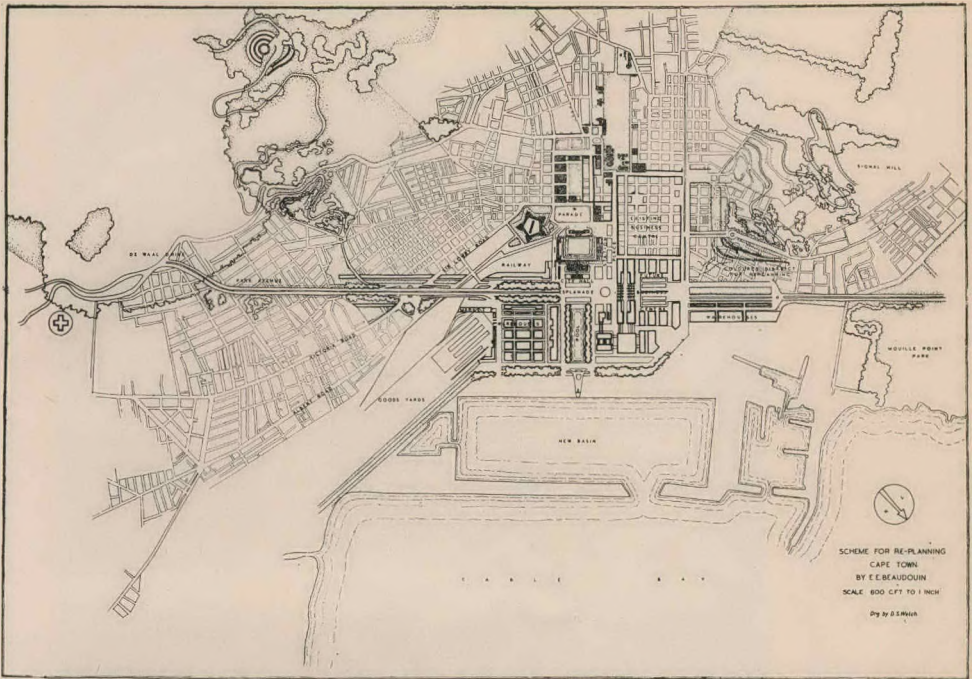 SIGNAL HILL
PARADE
EXISTING
BUSINESS
CENTRE
DE WAAL DRIVE
RAILWAY
PARK AVENUE
COLOURED DISTRICT
ESPLANADE
WAREHOUSES
MOUILLE POINT
PARK
VICTORIA ROAD
ALBERT ROAD
GOODS YARDS
NEW BASIN
SCHEME FOR RE-PLANNING
CAPE TOWN
BY E.E.BEAUDOUIN
SCALE 600 C.FT TO 1 INCH
TABLE BAY
Drg by D.S.Welch